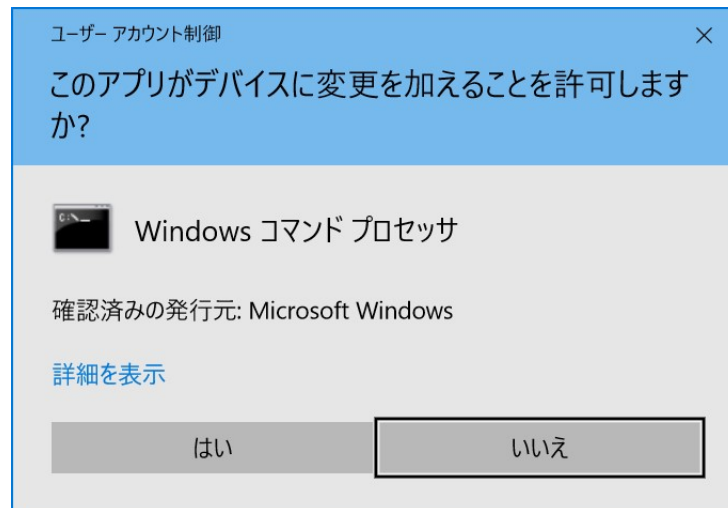 ユーザー アカウント制御
このアプリがデバイスに変更を加えることを許可します
か?
C:\_
Windows コマンド プロセッサ
確認済みの発行元: Microsoft Windows
詳細を表示
はい
いいえ